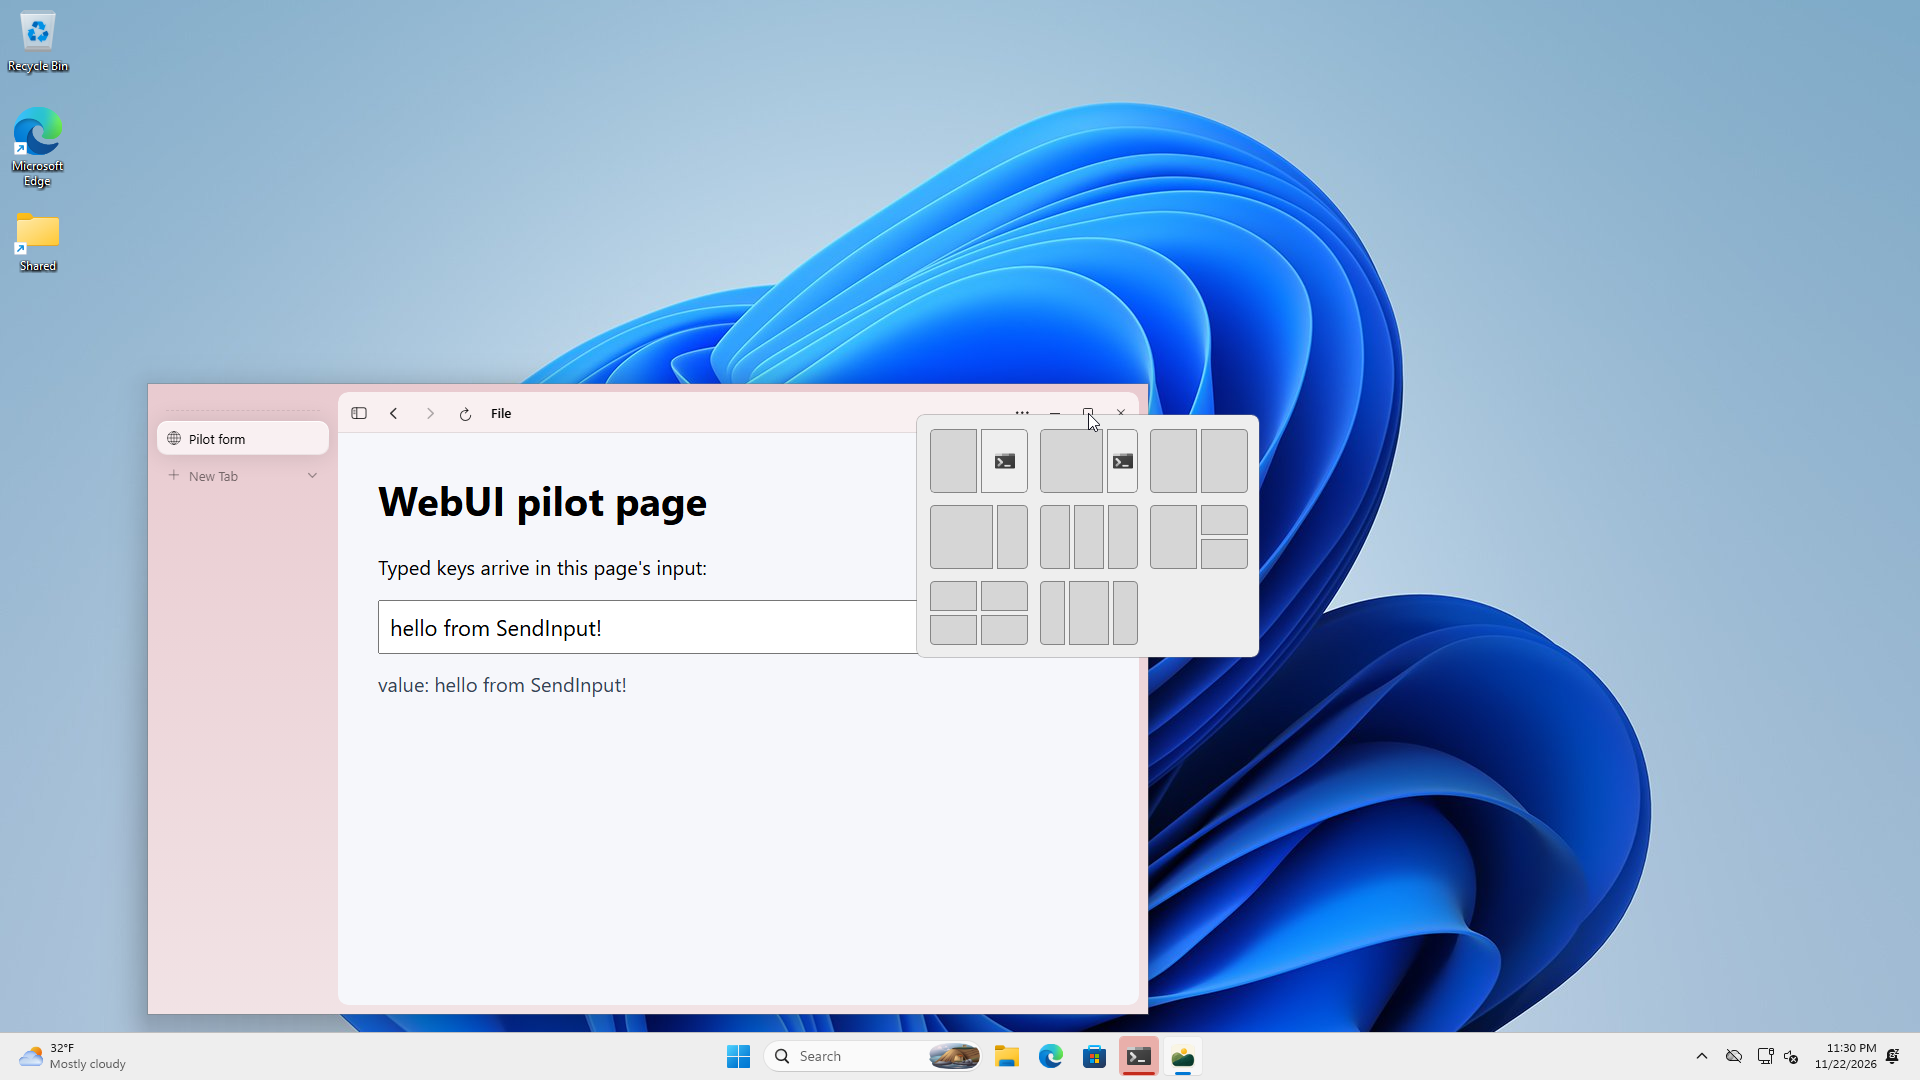 Recycle Bin
Microsoft
Edge
Shared
File
Pilot form
New Tab
WebUI pilot page
Typed keys arrive in this page's input:
hello from SendInput!
value: hello from SendInput!
32°F
Mostly cloudy
Search
11:30 PM
11/22/2026